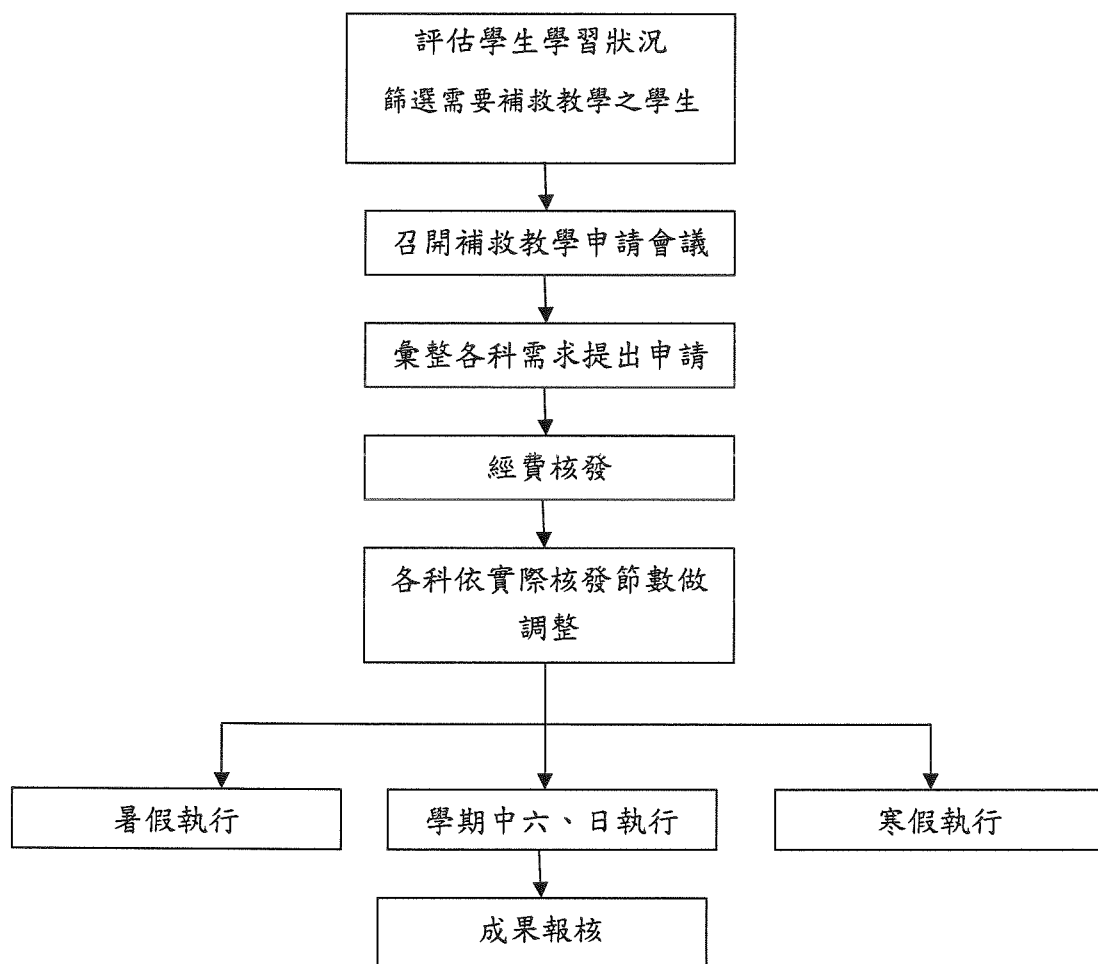 評估學生學習狀況
篩選需要補救教學之學生
召開補救教學申請會議
彙整各科需求提出申請
經費核發
各科依實際核發節數做
調整
暑假執行
學期中六、日執行
寒假執行
成果報核